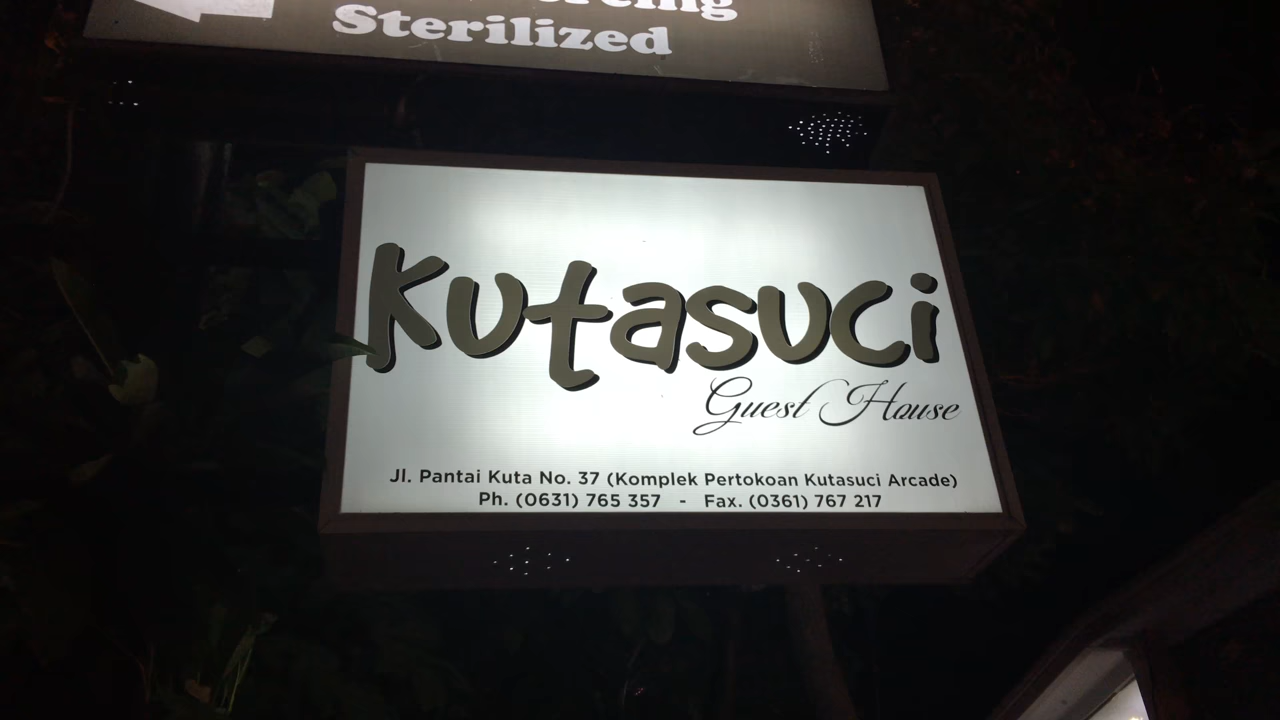 Sterilized
Kutasuci
Guest House
Jl. Pantai Kuta No. 37 (Komplek Pertokoan Kutasuci Arcade)
Ph. (0631) 765 357 - Fax. (0361) 767 217